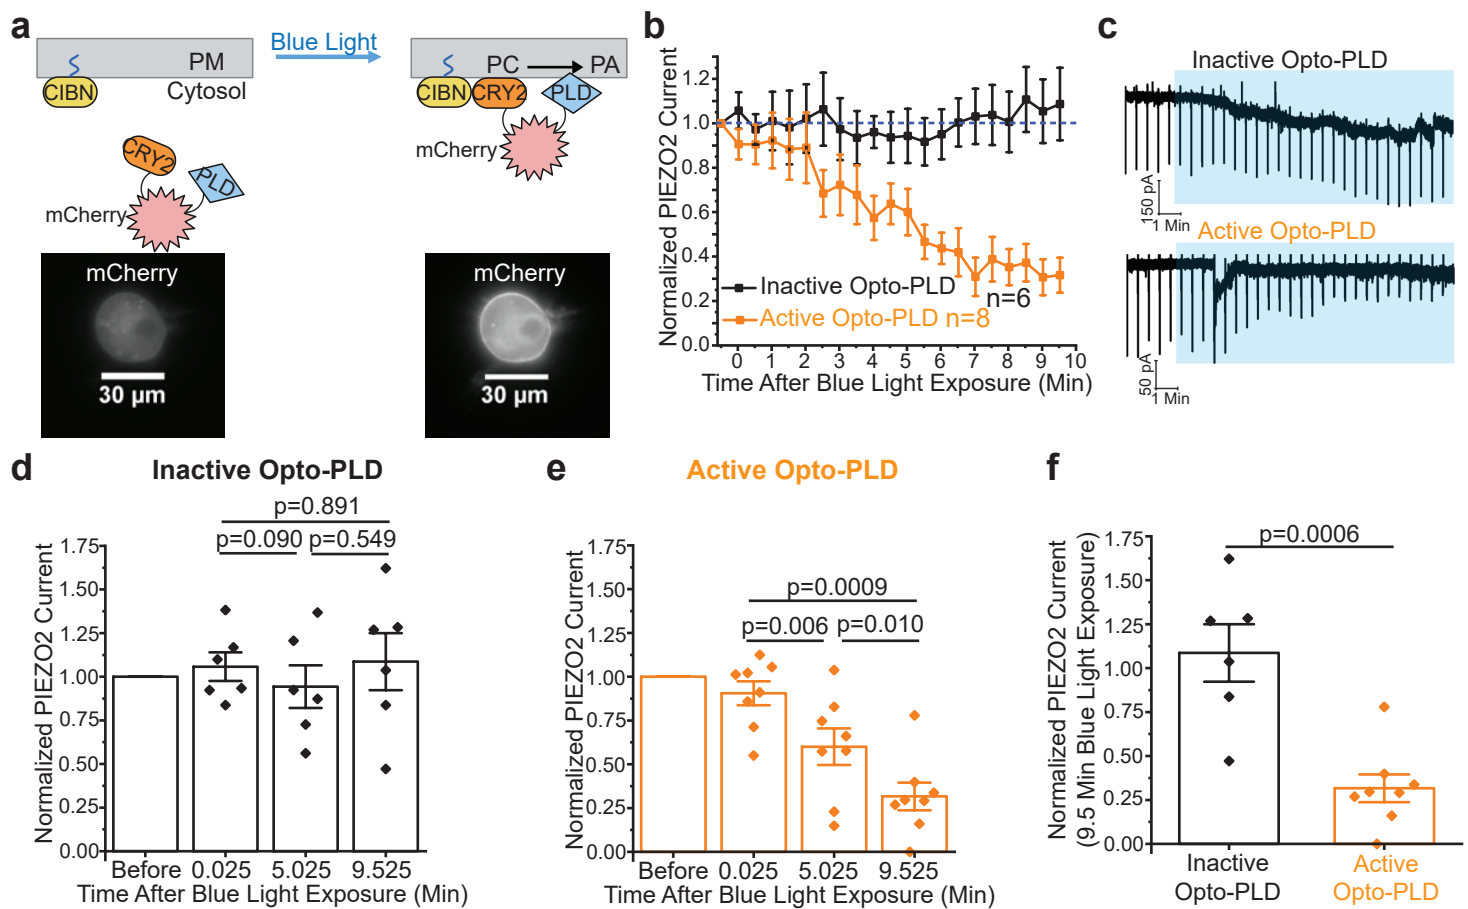 a
Blue Light
PM
CIBN
Cytosol
CRY2
PLD
mCherry
PC
PA
CIBN
CRY2
PLD
mCherry
mCherry
30 µm
mCherry
30 µm
b
Normalized PIEZO2 Current
1.2
1.0
0.8
0.6
0.4
0.2
0.0
Inactive Opto-PLD
n=6
Active Opto-PLD n=8
0 1 2 3 4 5 6 7 8 9 10
Time After Blue Light Exposure (Min)
c
Inactive Opto-PLD
150 pA
1 Min
Active Opto-PLD
50 pA
1 Min
d
Inactive Opto-PLD
p=0.891
p=0.090 p=0.549
Normalized PIEZO2 Current
1.75
1.50
1.25
1.00
0.75
0.50
0.25
0.00
Before 0.025 5.025 9.525
Time After Blue Light Exposure (Min)
e
Active Opto-PLD
p=0.0009
p=0.006 p=0.010
Normalized PIEZO2 Current
1.75
1.50
1.25
1.00
0.75
0.50
0.25
0.00
Before 0.025 5.025 9.525
Time After Blue Light Exposure (Min)
f
p=0.0006
Normalized PIEZO2 Current
(9.5 Min Blue Light Exposure)
1.75
1.50
1.25
1.00
0.75
0.50
0.25
0.00
Inactive
Opto-PLD
Active
Opto-PLD